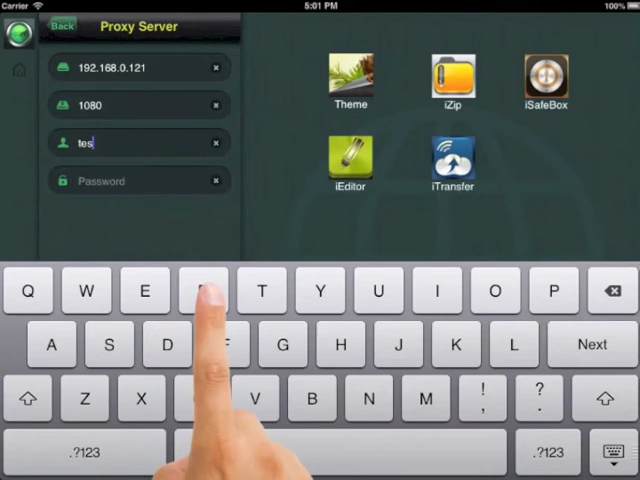 Carrier 5:01 PM 100%
Back Proxy Server
192.168.0.121
1080
tes
Password
Theme iZip iSafeBox
iEditor iTransfer
Q W E T Y U I O P
A S D F G H J K L Next
Z X V B N M ! , ? .
.?123 .?123